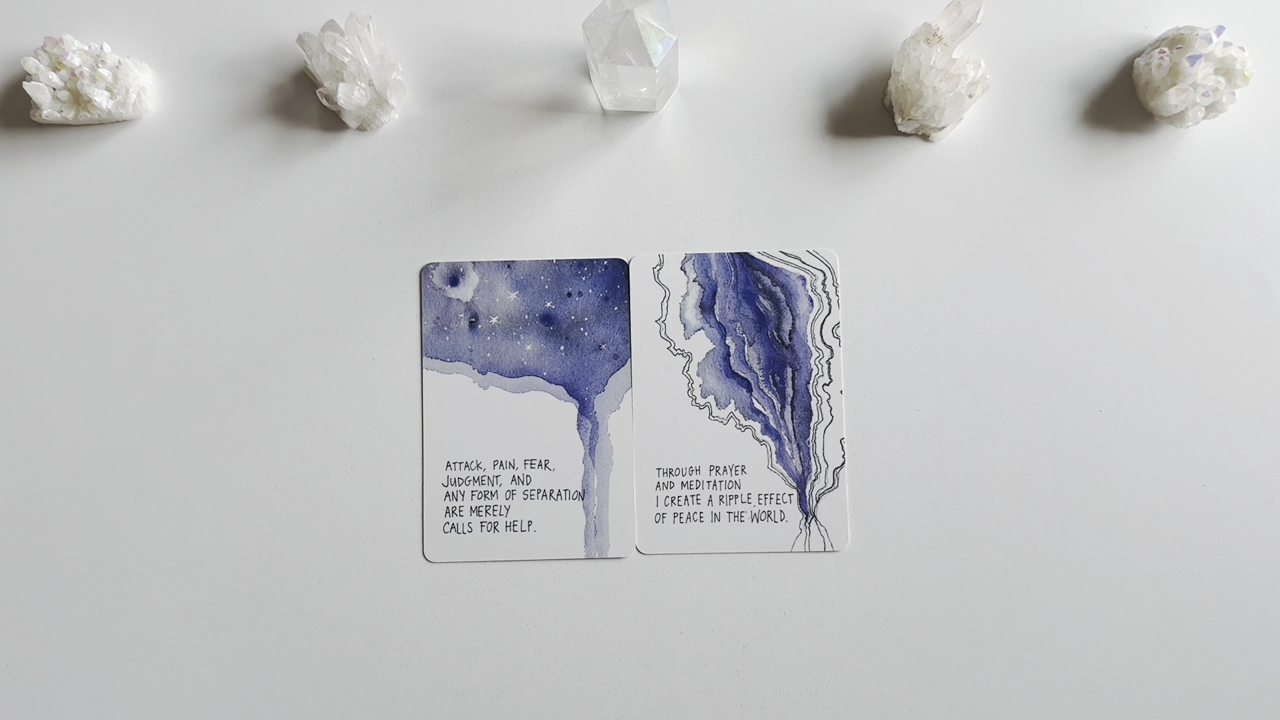 ATTACK, PAIN, FEAR,
JUDGMENT, AND
ANY FORM OF SEPARATION
ARE MERELY
CALLS FOR HELP.
THROUGH PRAYER
AND MEDITATION
I CREATE A RIPPLE EFFECT
OF PEACE IN THE WORLD.